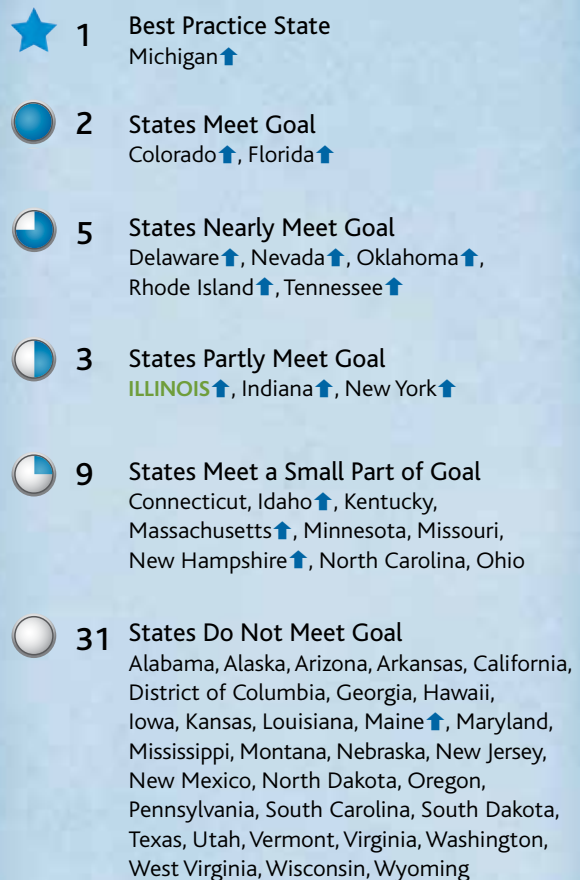 1 Best Practice State
Michigan⬆
2 States Meet Goal
Colorado⬆, Florida⬆
5 States Nearly Meet Goal
Delaware⬆, Nevada⬆, Oklahoma⬆,
Rhode Island⬆, Tennessee⬆
3 States Partly Meet Goal
ILLINOIS⬆, Indiana⬆, New York⬆
9 States Meet a Small Part of Goal
Connecticut, Idaho⬆, Kentucky,
Massachusetts⬆, Minnesota, Missouri,
New Hampshire⬆, North Carolina, Ohio
31 States Do Not Meet Goal
Alabama, Alaska, Arizona, Arkansas, California,
District of Columbia, Georgia, Hawaii,
Iowa, Kansas, Louisiana, Maine⬆, Maryland,
Mississippi, Montana, Nebraska, New Jersey,
New Mexico, North Dakota, Oregon,
Pennsylvania, South Carolina, South Dakota,
Texas, Utah, Vermont, Virginia, Washington,
West Virginia, Wisconsin, Wyoming